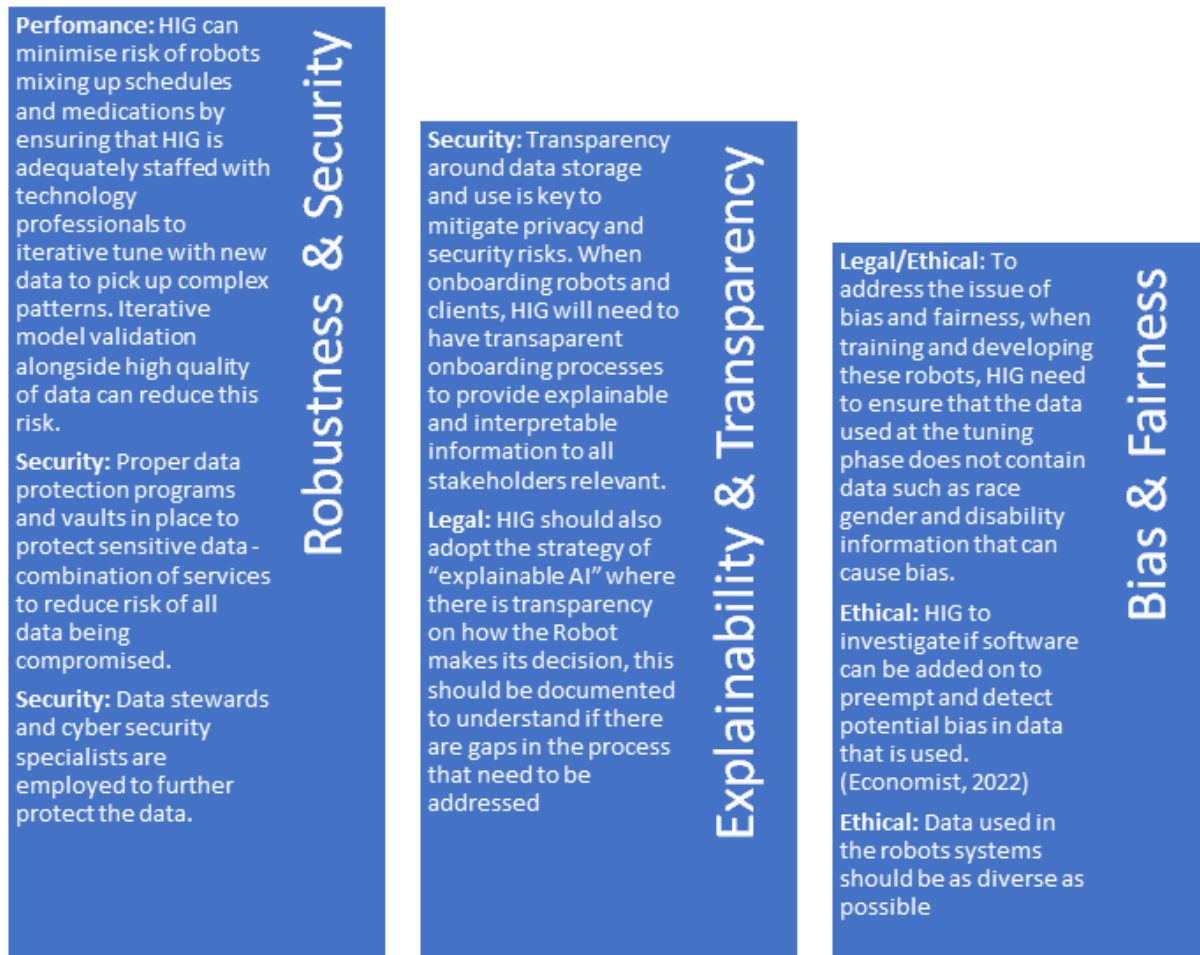 Perfomance: HIG can
minimise risk of robots
mixing up schedules
and medications by
ensuring that HIG is
adequately staffed with
technology
professionals to
iterative tune with new
data to pick up complex
patterns. Iterative
model validation
alongside high quality
of data can reduce this
risk.
Security: Proper data
protection programs
and vaults in place to
protect sensitive data -
combination of services
to reduce risk of all
data being
compromised.
Security: Data stewards
and cyber security
specialists are
employed to further
protect the data.
Robustness & Security
Security: Transparency
around data storage
and use is key to
mitigate privacy and
security risks. When
onboarding robots and
clients, HIG will need to
have transaparent
onboarding processes
to provide explainable
and interpretable
information to all
stakeholders relevant.
Legal: HIG should also
adopt the strategy of
“explainable AI” where
there is transparency
on how the Robot
makes its decision, this
should be documented
to understand if there
are gaps in the process
that need to be
addressed
Explainability & Transparency
Legal/Ethical: To
address the issue of
bias and fairness, when
training and developing
these robots, HIG need
to ensure that the data
used at the tuning
phase does not contain
data such as race
gender and disability
information that can
cause bias.
Ethical: HIG to
investigate if software
can be added on to
preempt and detect
potential bias in data
that is used.
(Economist, 2022)
Ethical: Data used in
the robots systems
should be as diverse as
possible
Bias & Fairness